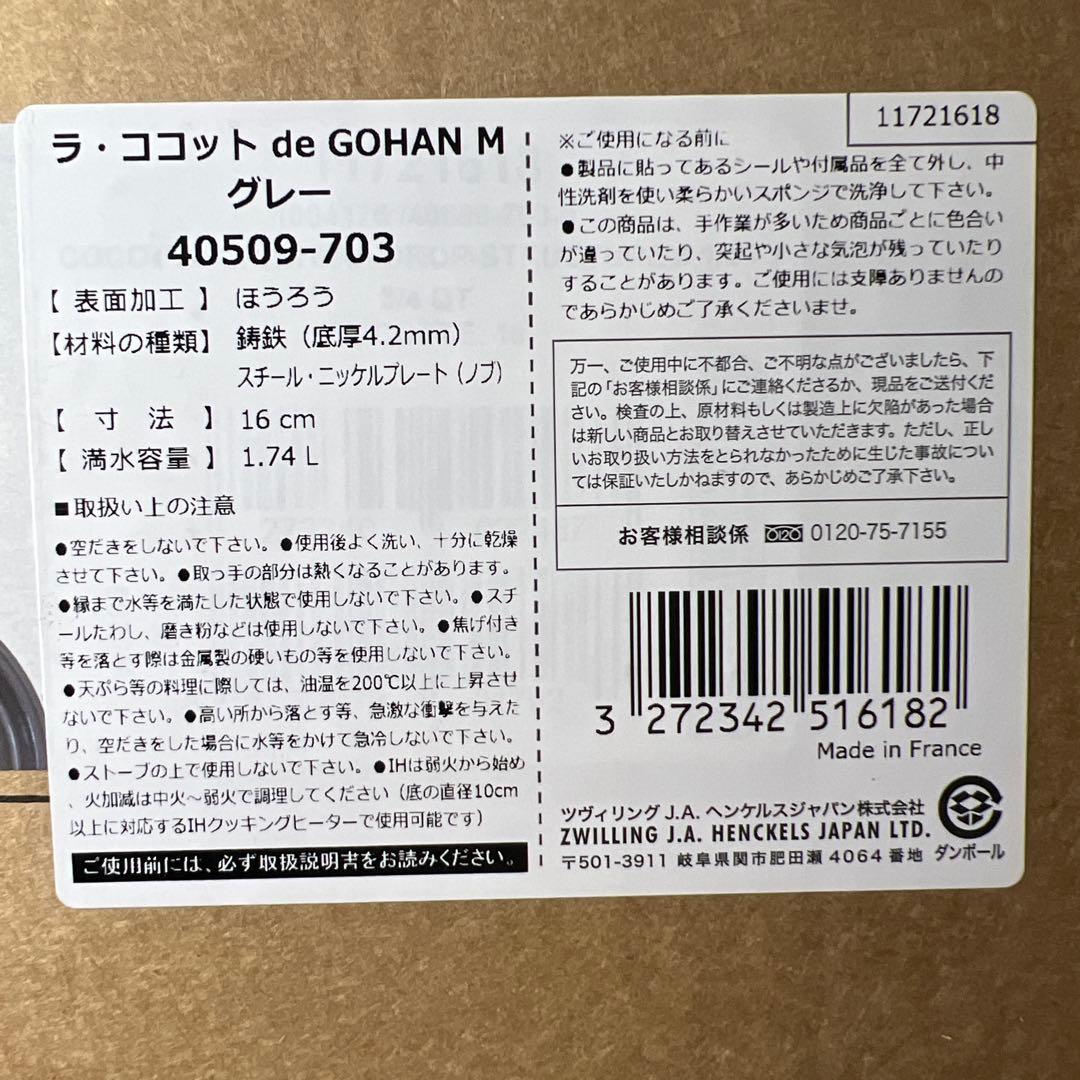 ラ・ココット de GOHAN M
グレー
40509-703
【 表面加工 】 ほうろう
【材料の種類】 鋳鉄（底厚4.2mm）
スチール・ニッケルプレート（ノブ）
【 寸 法 】 16 cm
【 満水容量 】 1.74 L
■取扱い上の注意
●空だきをしないで下さい。●使用後よく洗い、十分に乾燥
させて下さい。●取っ手の部分は熱くなることがあります。
●縁まで水等を満たした状態で使用しないで下さい。●スチ
ールたわし、磨き粉などは使用しないで下さい。●焦げ付き
等を落とす際は金属製の硬いもの等を使用しないで下さい。
●天ぷら等の料理に際しては、油温を200℃以上に上昇させ
ないで下さい。●高い所から落とす等、急激な衝撃を与えた
り、空だきをした場合に水等をかけて急冷しないで下さい。
●ストーブの上で使用しないで下さい。●IHは弱火から始め
、火加減は中火〜弱火で調理してください（底の直径10cm
以上に対応するIHクッキングヒーターで使用可能です）
ご使用前には、必ず取扱説明書をお読みください。
11721618
※ご使用になる前に
●製品に貼ってあるシールや付属品を全て外し、中
性洗剤を使い柔らかいスポンジで洗浄して下さい。
●この商品は、手作業が多いため商品ごとに色合い
が違っていたり、突起や小さな気泡が残っていたり
することがあります。ご使用には支障ありませんの
であらかじめご了承くださいませ。
万一、ご使用中に不都合、ご不明な点がございましたら、下
記の「お客様相談係」にご連絡くださるか、現品をご送付くだ
さい。検査の上、原材料もしくは製造上に欠陥があった場合
は新しい商品とお取り替えさせていただきます。ただし、正し
いお取り扱い方法をとられなかったために生じた事故につい
ては保証いたしかねますので、あらかじめご了承下さい。
お客様相談係 0120-75-7155
3 272342 516182
Made in France
ツヴィリング J.A. ヘンケルスジャパン株式会社
ZWILLING J.A. HENCKELS JAPAN LTD.
〒501-3911 岐阜県関市肥田瀬 4064 番地 ダンボール